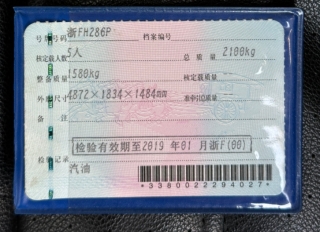 号牌号码 浙FH286P 档案编号
核定载人数 5人 总质量 2100kg
整备质量 1580kg 核定载质量
外廓尺寸 4872×1834×1484mm 准牵引总质量
备注
检验有效期至2019年01月浙F(00)
检验记录
汽油
*3380022294027*